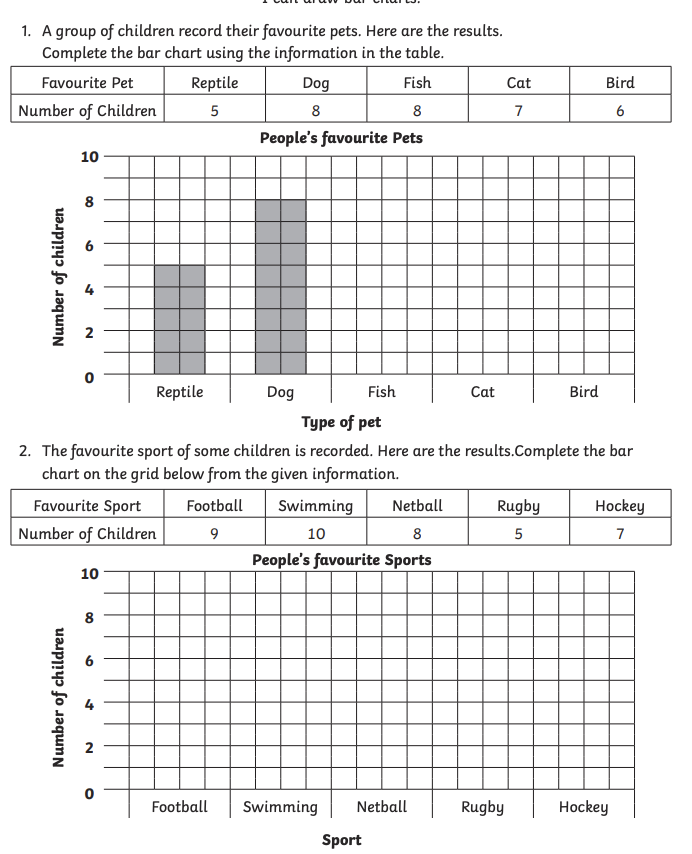 I can draw bar charts.
1. A group of children record their favourite pets. Here are the results.
Complete the bar chart using the information in the table.
Favourite Pet Reptile Dog Fish Cat Bird
Number of Children 5 8 8 7 6
People's favourite Pets
10
8
6
4
2
0
Number of children
Reptile Dog Fish Cat Bird
Type of pet
2. The favourite sport of some children is recorded. Here are the results.Complete the bar
chart on the grid below from the given information.
Favourite Sport Football Swimming Netball Rugby Hockey
Number of Children 9 10 8 5 7
People's favourite Sports
10
8
6
4
2
0
Number of children
Football Swimming Netball Rugby Hockey
Sport